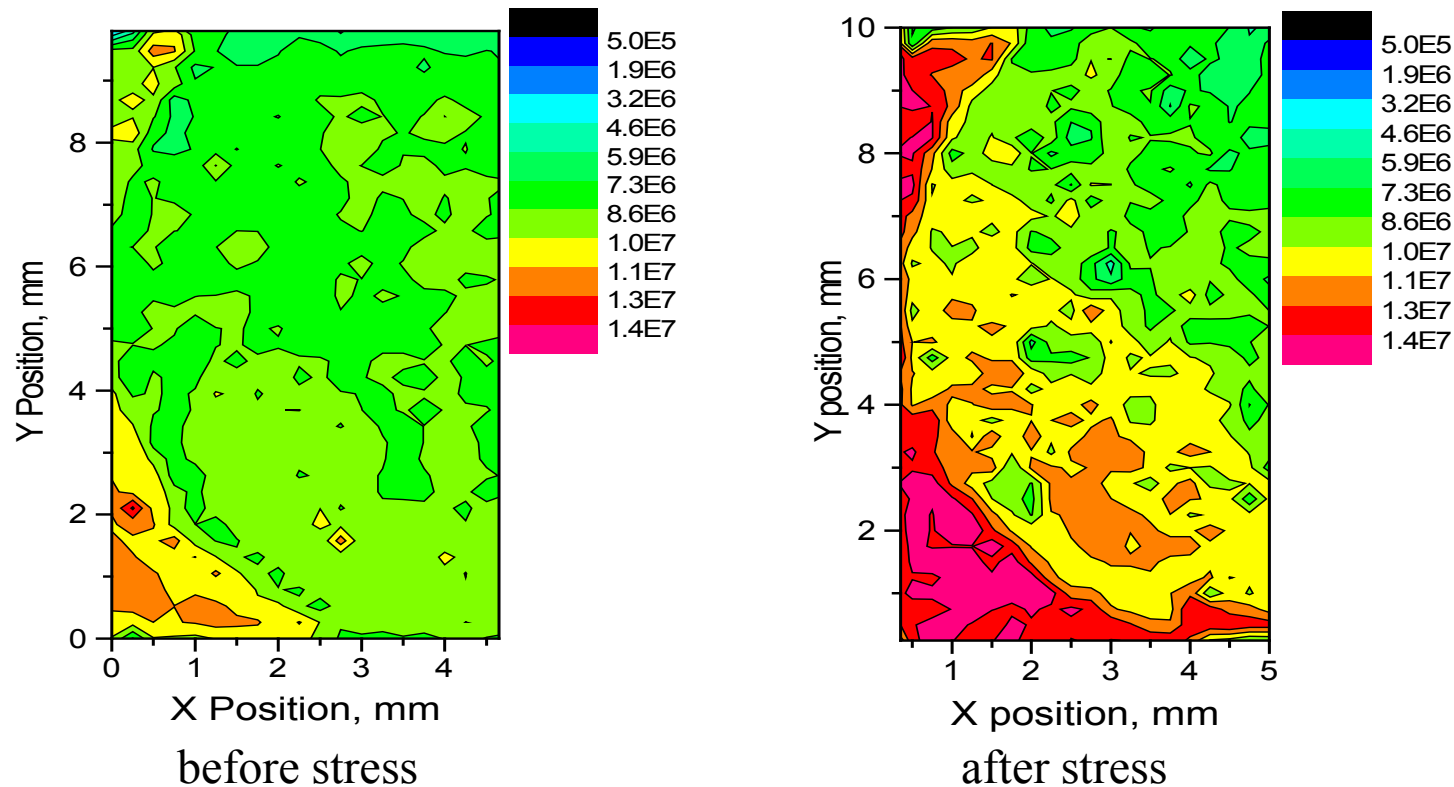 8
6
4
2
0
Y Position, mm
0
1
2
3
4
X Position, mm
before stress
5.0E5
1.9E6
3.2E6
4.6E6
5.9E6
7.3E6
8.6E6
1.0E7
1.1E7
1.3E7
1.4E7
10
8
6
4
2
Y position, mm
1
2
3
4
5
X position, mm
after stress
5.0E5
1.9E6
3.2E6
4.6E6
5.9E6
7.3E6
8.6E6
1.0E7
1.1E7
1.3E7
1.4E7